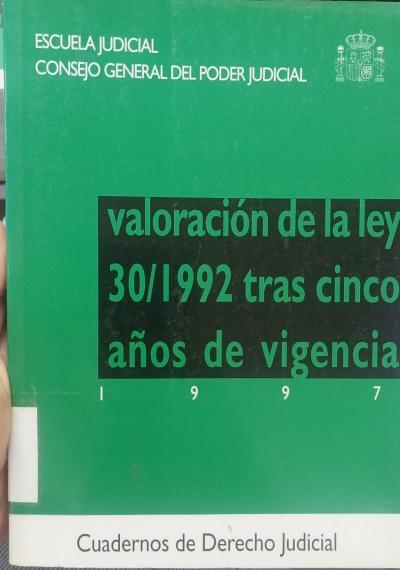 ESCUELA JUDICIAL
CONSEJO GENERAL DEL PODER JUDICIAL
valoración de la ley
30/1992 tras cinco
años de vigencia
1 9 9 7
Cuadernos de Derecho Judicial